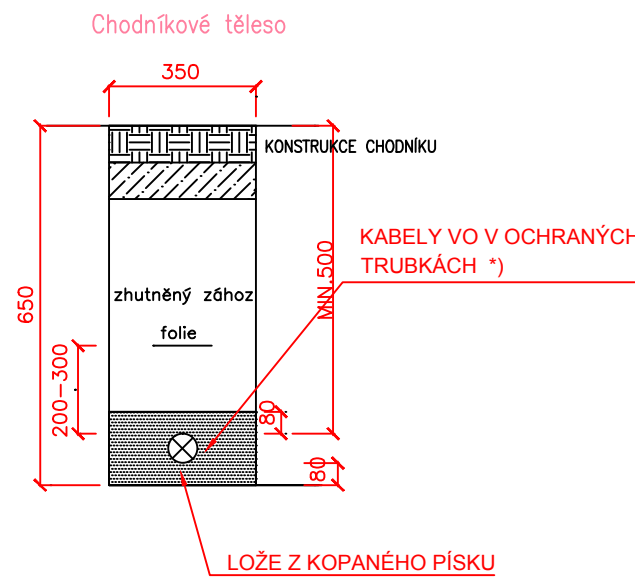 Chodníkové těleso
350
KONSTRUKCE CHODNÍKU
KABELY VO V OCHRANÝCH
TRUBKÁCH *)
650
MIN.500
zhutněný zához
folie
200-300
80
80
LOŽE Z KOPANÉHO PÍSKU